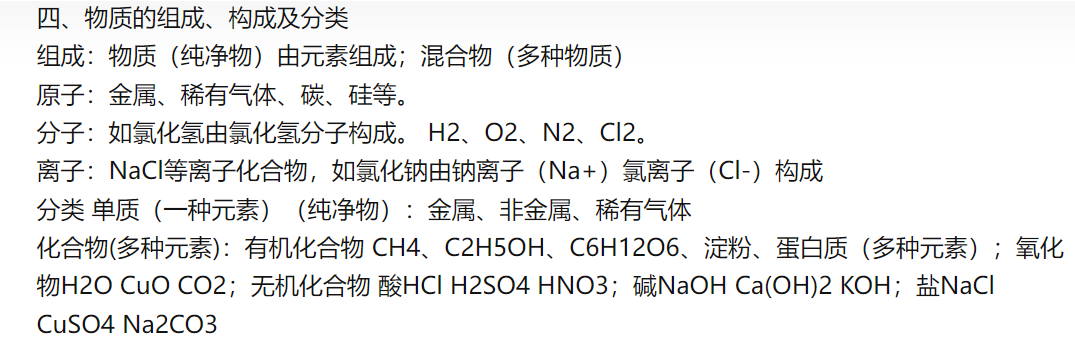 四、物质的组成、构成及分类
组成：物质（纯净物）由元素组成；混合物（多种物质）
原子：金属、稀有气体、碳、硅等。
分子：如氯化氢由氯化氢分子构成。 H2、O2、N2、Cl2。
离子：NaCl等离子化合物，如氯化钠由钠离子（Na+）氯离子（Cl-）构成
分类 单质（一种元素）（纯净物）：金属、非金属、稀有气体
化合物(多种元素)：有机化合物 CH4、C2H5OH、C6H12O6、淀粉、蛋白质（多种元素）；氧化
物H2O CuO CO2；无机化合物 酸HCl H2SO4 HNO3；碱NaOH Ca(OH)2 KOH；盐NaCl
CuSO4 Na2CO3